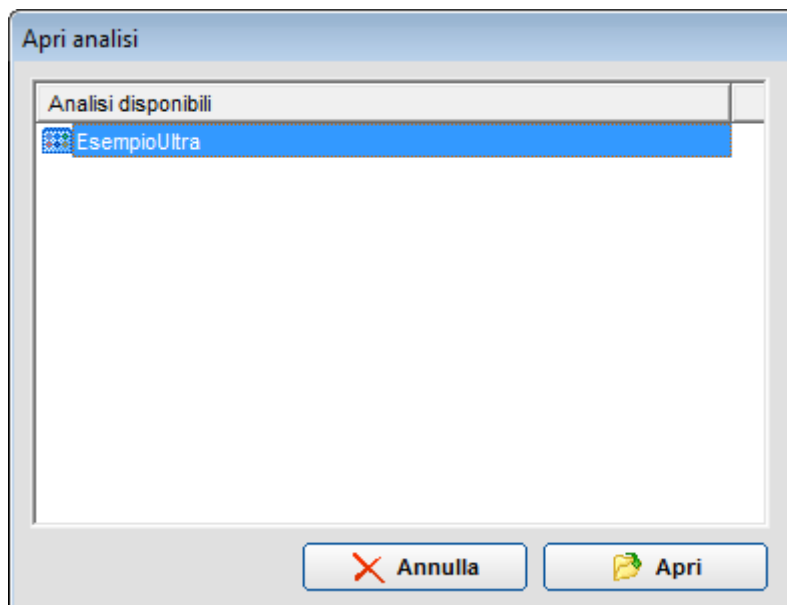 Apri analisi
Analisi disponibili
EsempioUltra
Annulla
Apri